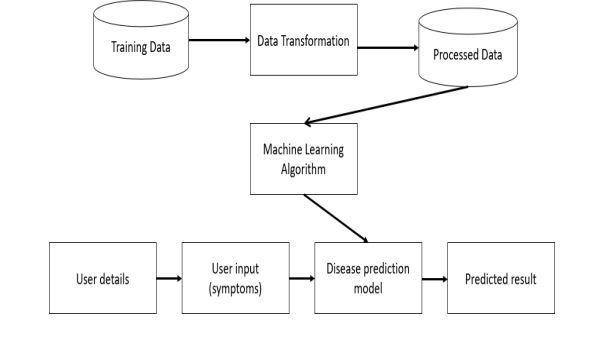 Training Data
Data Transformation
Processed Data
Machine Learning
Algorithm
User details
User input
(symptoms)
Disease prediction
model
Predicted result